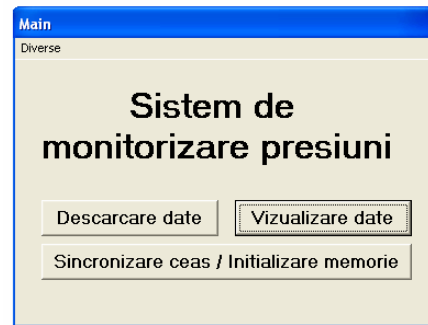 Main
Diverse
Sistem de
monitorizare presiuni
Descarcare date
Vizualizare date
Sincronizare ceas / Initializare memorie